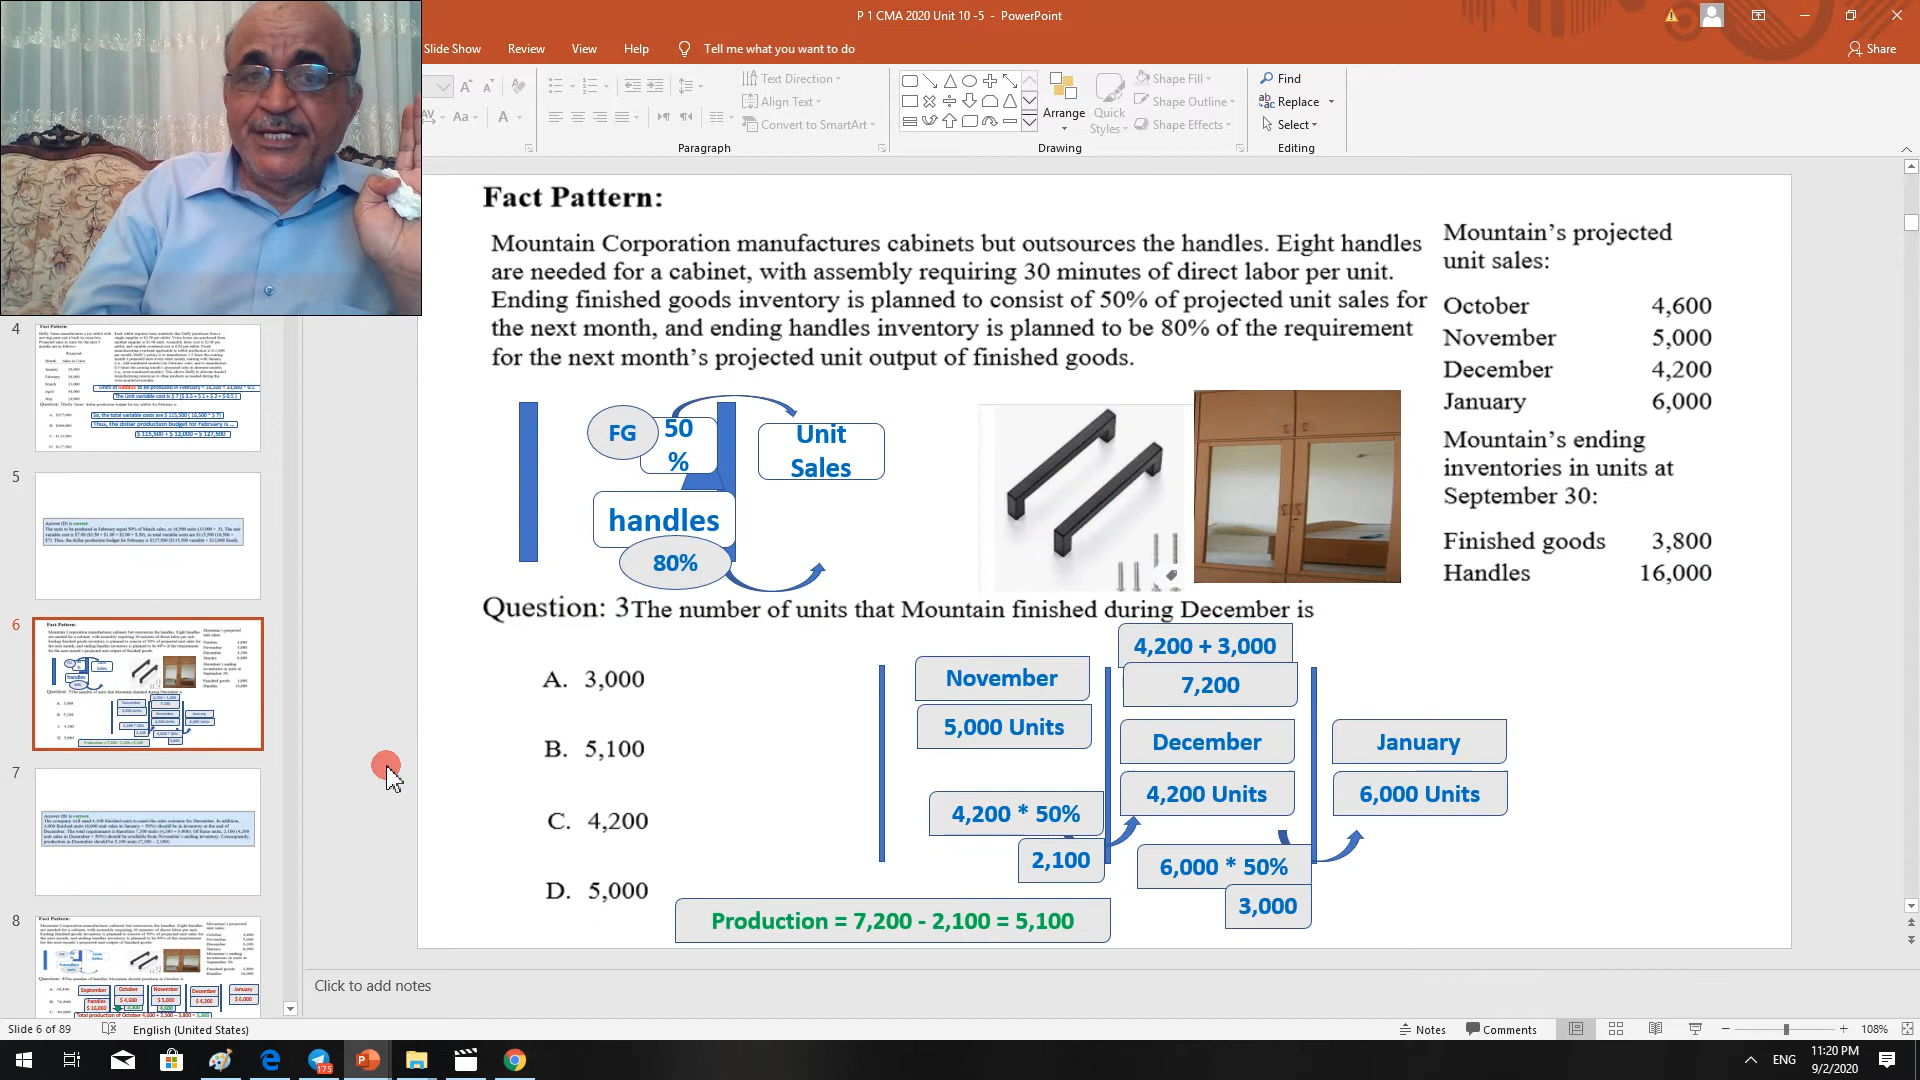 P 1 CMA 2020 Unit 10 -5 - PowerPoint
Slide Show Review View Help Tell me what you want to do
Share
Text Direction
Align Text
Convert to SmartArt
Paragraph
Arrange
Quick Styles
Shape Fill
Shape Outline
Shape Effects
Drawing
Find
Replace
Select
Editing
4
5
6
7
8
Fact Pattern:
Mountain Corporation manufactures cabinets but outsources the handles. Eight handles
are needed for a cabinet, with assembly requiring 30 minutes of direct labor per unit.
Ending finished goods inventory is planned to consist of 50% of projected unit sales for
the next month, and ending handles inventory is planned to be 80% of the requirement
for the next month's projected unit output of finished goods.
Mountain's projected
unit sales:
October 4,600
November 5,000
December 4,200
January 6,000
Mountain's ending
inventories in units at
September 30:
Finished goods 3,800
Handles 16,000
FG
50
%
Unit
Sales
handles
80%
Question: 3The number of units that Mountain finished during December is
A. 3,000
B. 5,100
C. 4,200
D. 5,000
4,200 + 3,000
7,200
November
5,000 Units
December
4,200 Units
January
6,000 Units
4,200 * 50%
2,100
6,000 * 50%
3,000
Production = 7,200 - 2,100 = 5,100
Click to add notes
Slide 6 of 89
English (United States)
Notes
Comments
108%
175
ENG
11:20 PM
9/2/2020